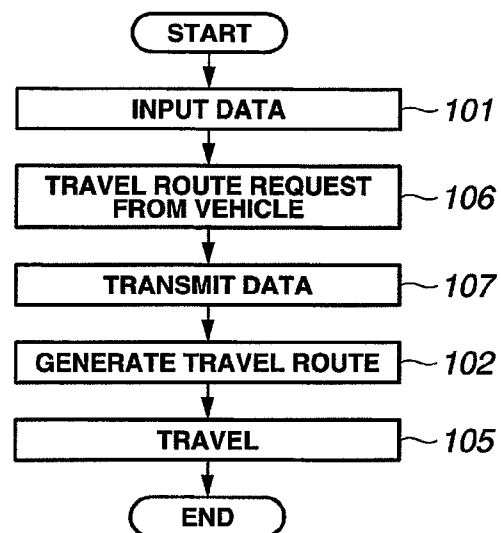 START
INPUT DATA
101
TRAVEL ROUTE REQUEST
FROM VEHICLE
106
TRANSMIT DATA
107
GENERATE TRAVEL ROUTE
102
TRAVEL
105
END